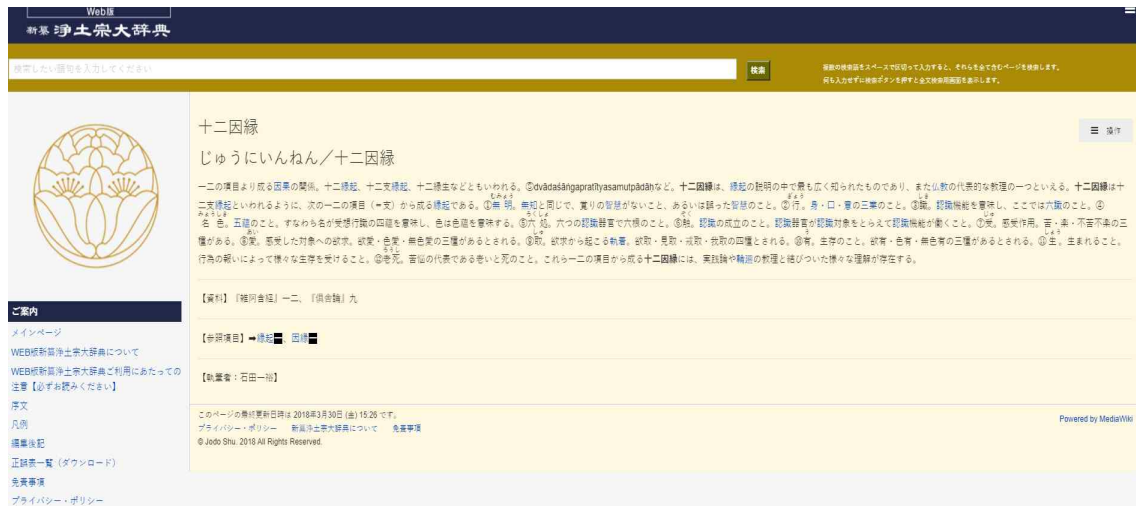 Web版
新纂 浄土宗大辞典
検索したい語句を入力してください
検索
複数の検索語をスペースで区切って入力すると、それらを全て含むページを検索します。
何も入力せずに検索ボタンを押すと全文検索用画面を表示します。
十二因縁
操作
じゅうにいんねん／十二因縁
一二の項目より成る因果の関係。十二縁起、十二支縁起、十二縁生などともいわれる。Ⓢdvādaśāṅgapratītyasamutpādāḥなど。十二因縁は、縁起の説明の中で最も広く知られたものであり、また仏教の代表的な教理の一つといえる。十二因縁は十
二支縁起といわれるように、次の一二の項目（＝支）から成る縁起である。①無明。無知と同じで、覚りの智慧がないこと、あるいは誤った智慧のこと。②行。身・口・意の三業のこと。③識。認識機能を意味し、ここでは六識のこと。④
名色。五蘊のこと。すなわち名が受想行識の四蘊を意味し、色は色蘊を意味する。⑤六処。六つの認識器官で六根のこと。⑥触。認識の成立のこと。認識器官が認識対象をとらえて認識機能が働くこと。⑦受。感受作用。苦・楽・不苦不楽の三
種がある。⑧愛。感受した対象への欲求。欲愛・色愛・無色愛の三種があるとされる。⑨取。欲求から起こる執着。欲取・見取・戒取・我取の四種とされる。⑩有。生存のこと。欲有・色有・無色有の三種があるとされる。⑪生。生まれること。
行為の報いによって様々な生存を受けること。⑫老死。苦悩の代表である老いと死のこと。これら一二の項目から成る十二因縁には、実践論や輪廻の教理と結びついた様々な理解が存在する。
【資料】『雑阿含経』一二、『倶舎論』九
【参照項目】➡縁起、因縁
【執筆者：石田一裕】
このページの最終更新日時は 2018年3月30日 (金) 15:26 です。
プライバシー・ポリシー 新纂浄土宗大辞典について 免責事項
© Jodo Shu. 2018 All Rights Reserved.
Powered by MediaWiki
ご案内
メインページ
WEB版新纂浄土宗大辞典について
WEB版新纂浄土宗大辞典ご利用にあたっての
注意【必ずお読みください】
序文
凡例
編集後記
正誤表一覧（ダウンロード）
免責事項
プライバシー・ポリシー